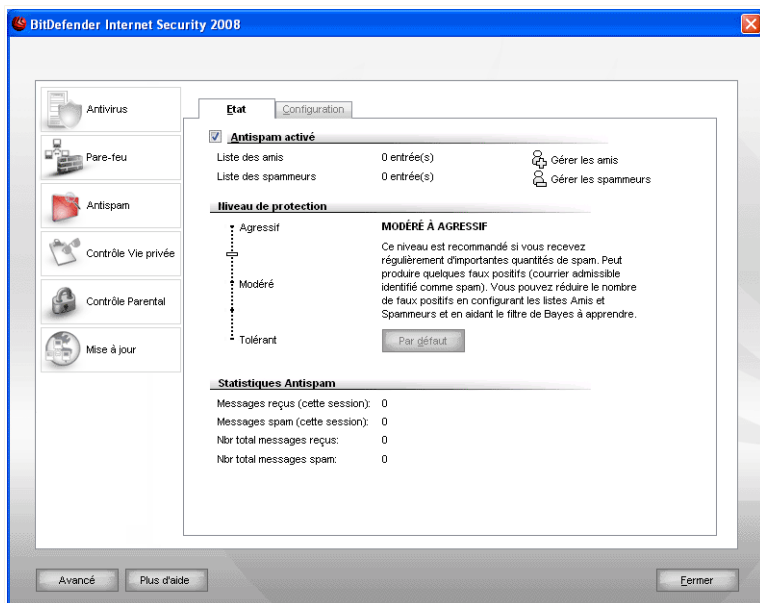 BitDefender Internet Security 2008
Antivirus
Pare-feu
Antispam
Contrôle Vie privée
Contrôle Parental
Mise à jour
Etat
Configuration
Antispam activé
Liste des amis
0 entrée(s)
Gérer les amis
Liste des spammeurs
0 entrée(s)
Gérer les spammeurs
Niveau de protection
Agressif
Modéré
Tolérant
MODÉRÉ À AGRESSIF
Ce niveau est recommandé si vous recevez
régulièrement d'importantes quantités de spam. Peut
produire quelques faux positifs (courrier admissible
identifié comme spam). Vous pouvez réduire le nombre
de faux positifs en configurant les listes Amis et
Spammeurs et en aidant le filtre de Bayes à apprendre.
Par défaut
Statistiques Antispam
Messages reçus (cette session): 0
Messages spam (cette session): 0
Nbr total messages reçus: 0
Nbr total messages spam: 0
Avancé
Plus d'aide
Fermer